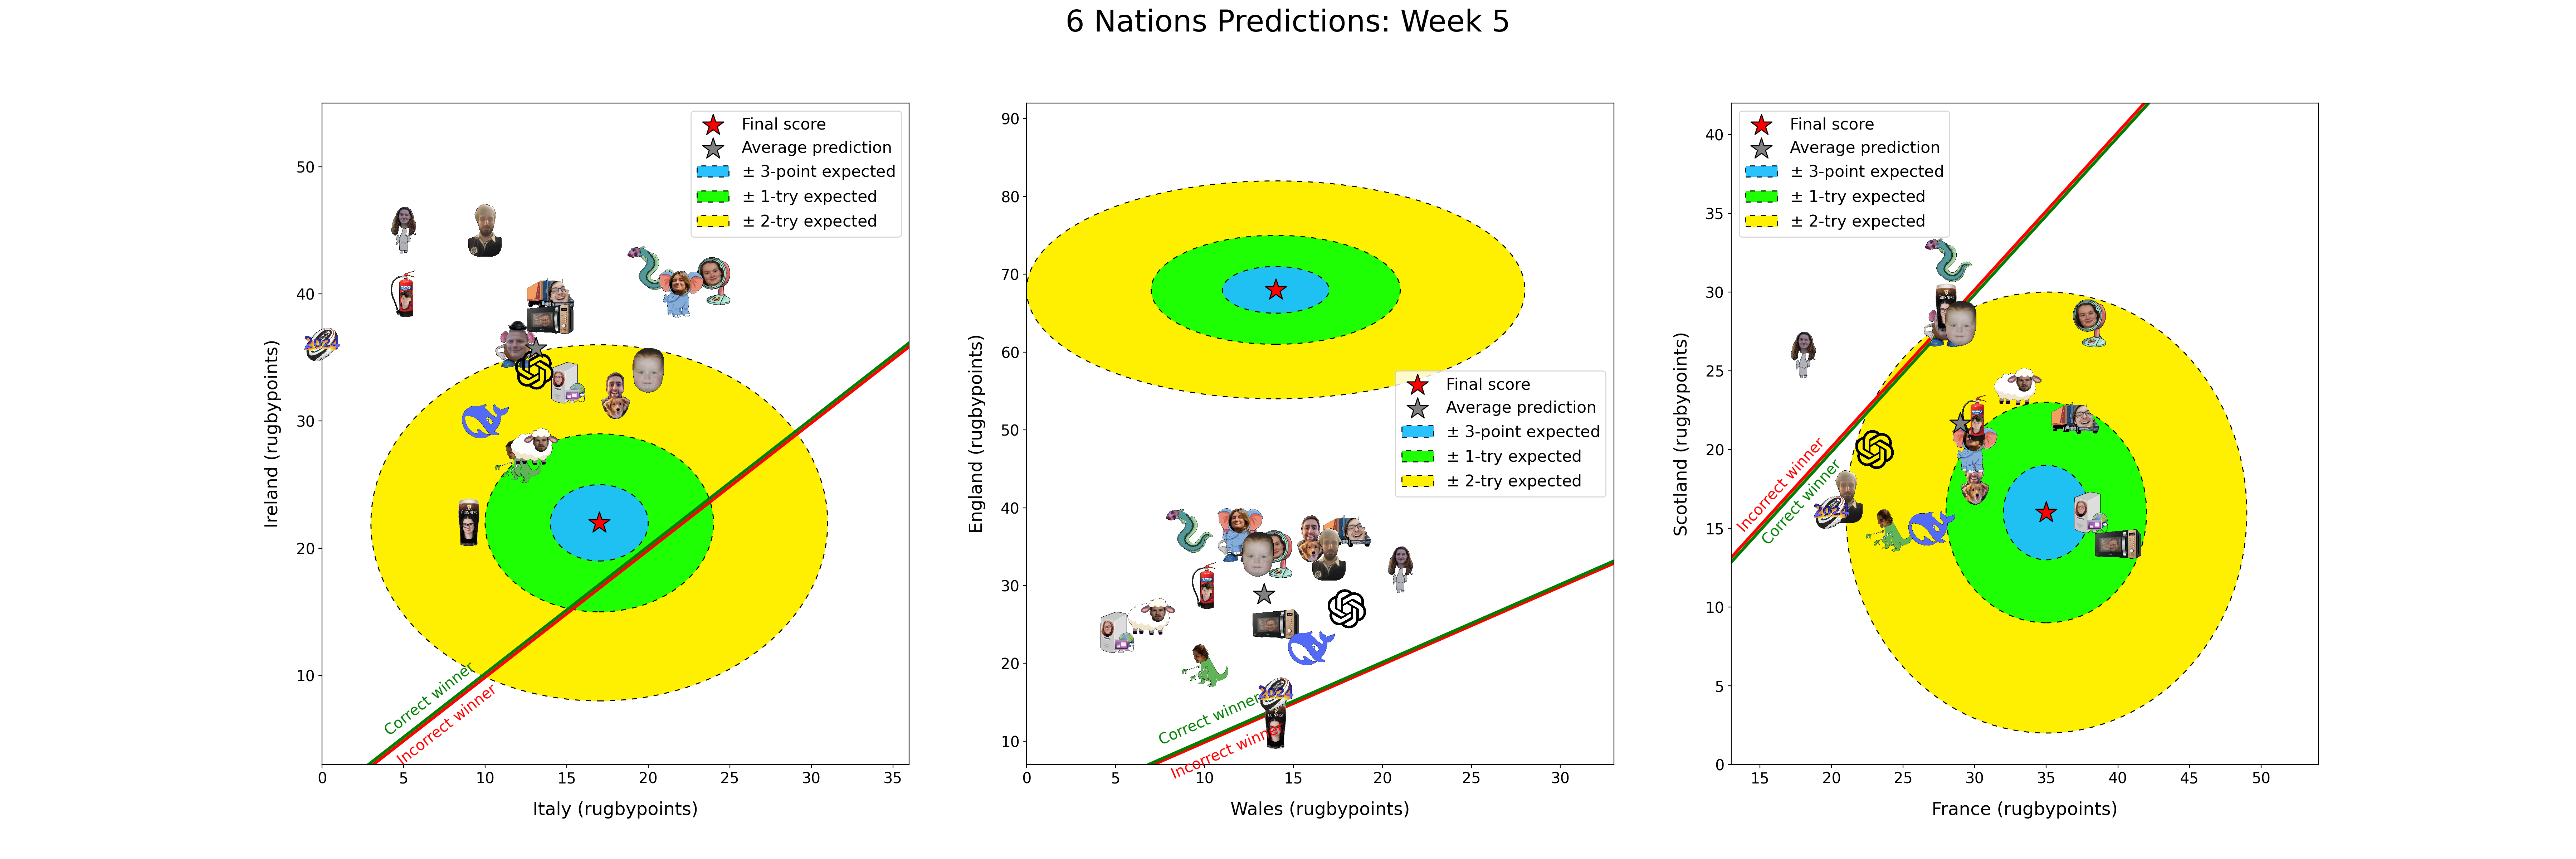 6 Nations Predictions: Week 5
Final score
Average prediction
± 3-point expected
± 1-try expected
± 2-try expected
Correct winner
Incorrect winner
2024
GUINNESS
50
40
30
20
10
0
5
10
15
20
25
30
35
Ireland (rugbypoints)
Italy (rugbypoints)
Final score
Average prediction
± 3-point expected
± 1-try expected
± 2-try expected
Correct winner
Incorrect winner
2024
90
80
70
60
50
40
30
20
10
0
5
10
15
20
25
30
England (rugbypoints)
Wales (rugbypoints)
Final score
Average prediction
± 3-point expected
± 1-try expected
± 2-try expected
Incorrect winner
Correct winner
2024
40
35
30
25
20
15
10
5
0
15
20
25
30
35
40
45
50
Scotland (rugbypoints)
France (rugbypoints)